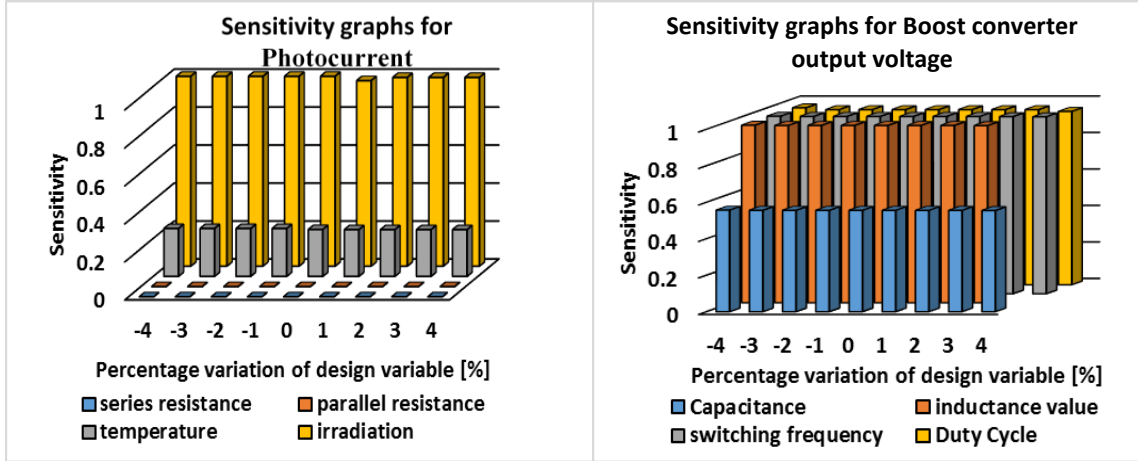 Sensitivity graphs for
Photocurrent
Sensitivity
1
0.8
0.6
0.4
0.2
0
-4 -3 -2 -1 0 1 2 3 4
Percentage variation of design variable [%]
series resistance parallel resistance
temperature irradiation
Sensitivity graphs for Boost converter
output voltage
Sensitivity
1
0.8
0.6
0.4
0.2
0
-4 -3 -2 -1 0 1 2 3 4
Percentage variation of design variable [%]
Capacitance inductance value
switching frequency Duty Cycle